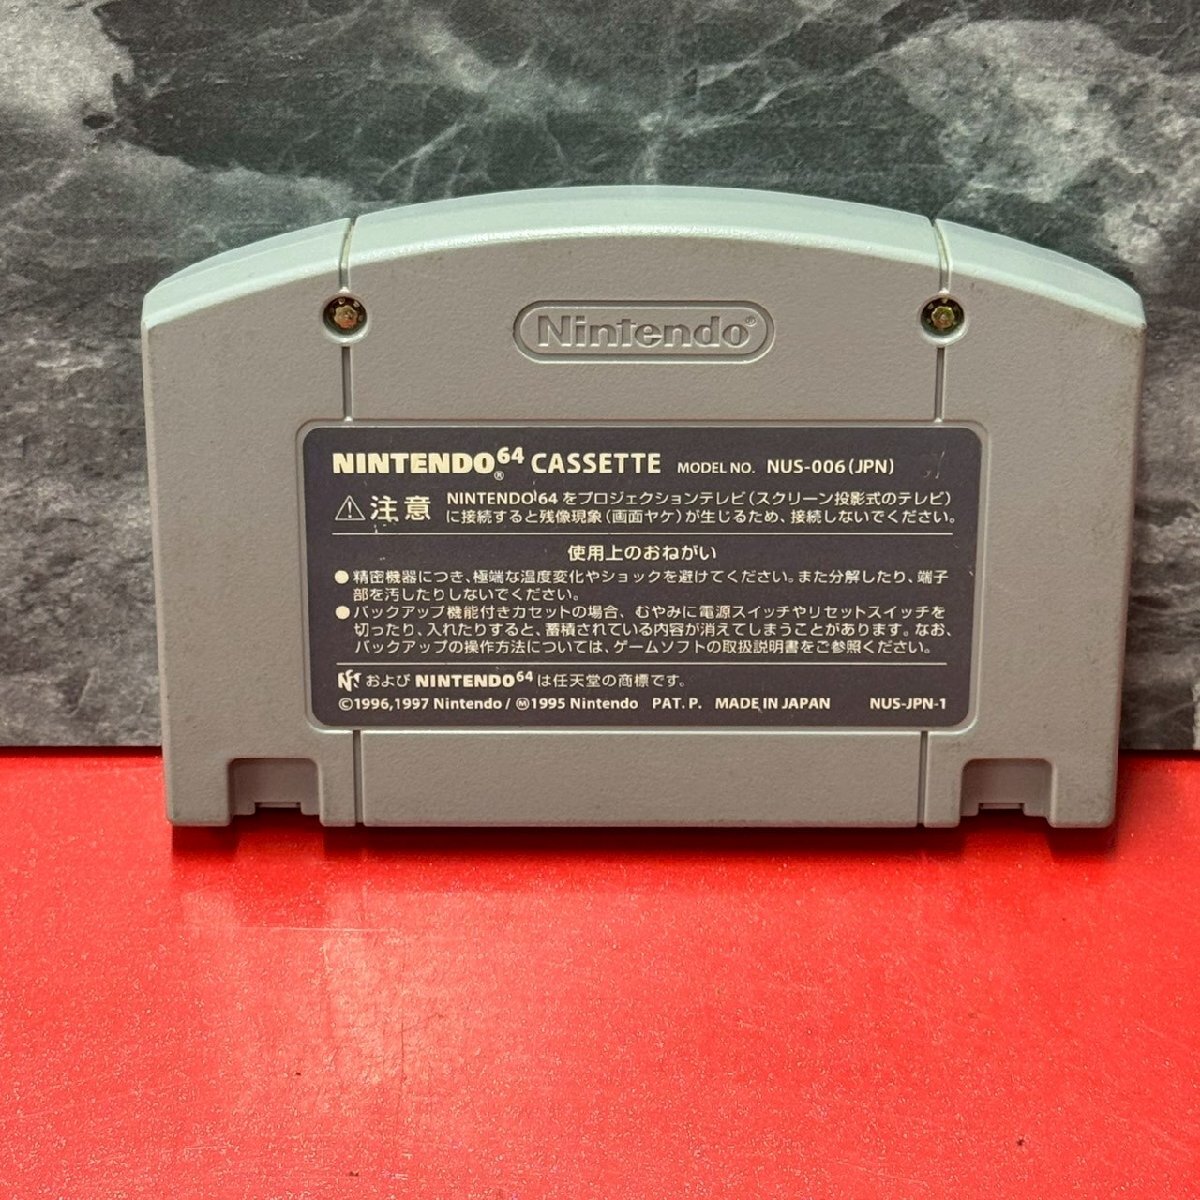 Nintendo®
NINTENDO®64 CASSETTE MODEL NO. NUS-006(JPN)
⚠注意 NINTENDO 64 をプロジェクションテレビ(スクリーン投影式のテレビ)
に接続すると残像現象(画面ヤケ)が生じるため、接続しないでください。
使用上のおねがい
●精密機器につき、極端な温度変化やショックを避けてください。また分解したり、端子
部を汚したりしないでください。
●バックアップ機能付きカセットの場合、むやみに電源スイッチやリセットスイッチを
切ったり、入れたりすると、蓄積されている内容が消えてしまうことがあります。なお、
バックアップの操作方法については、ゲームソフトの取扱説明書をご参照ください。
および NINTENDO64 は任天堂の商標です。
©1996,1997 Nintendo / Ⓜ1995 Nintendo PAT. P. MADE IN JAPAN NUS-JPN-1